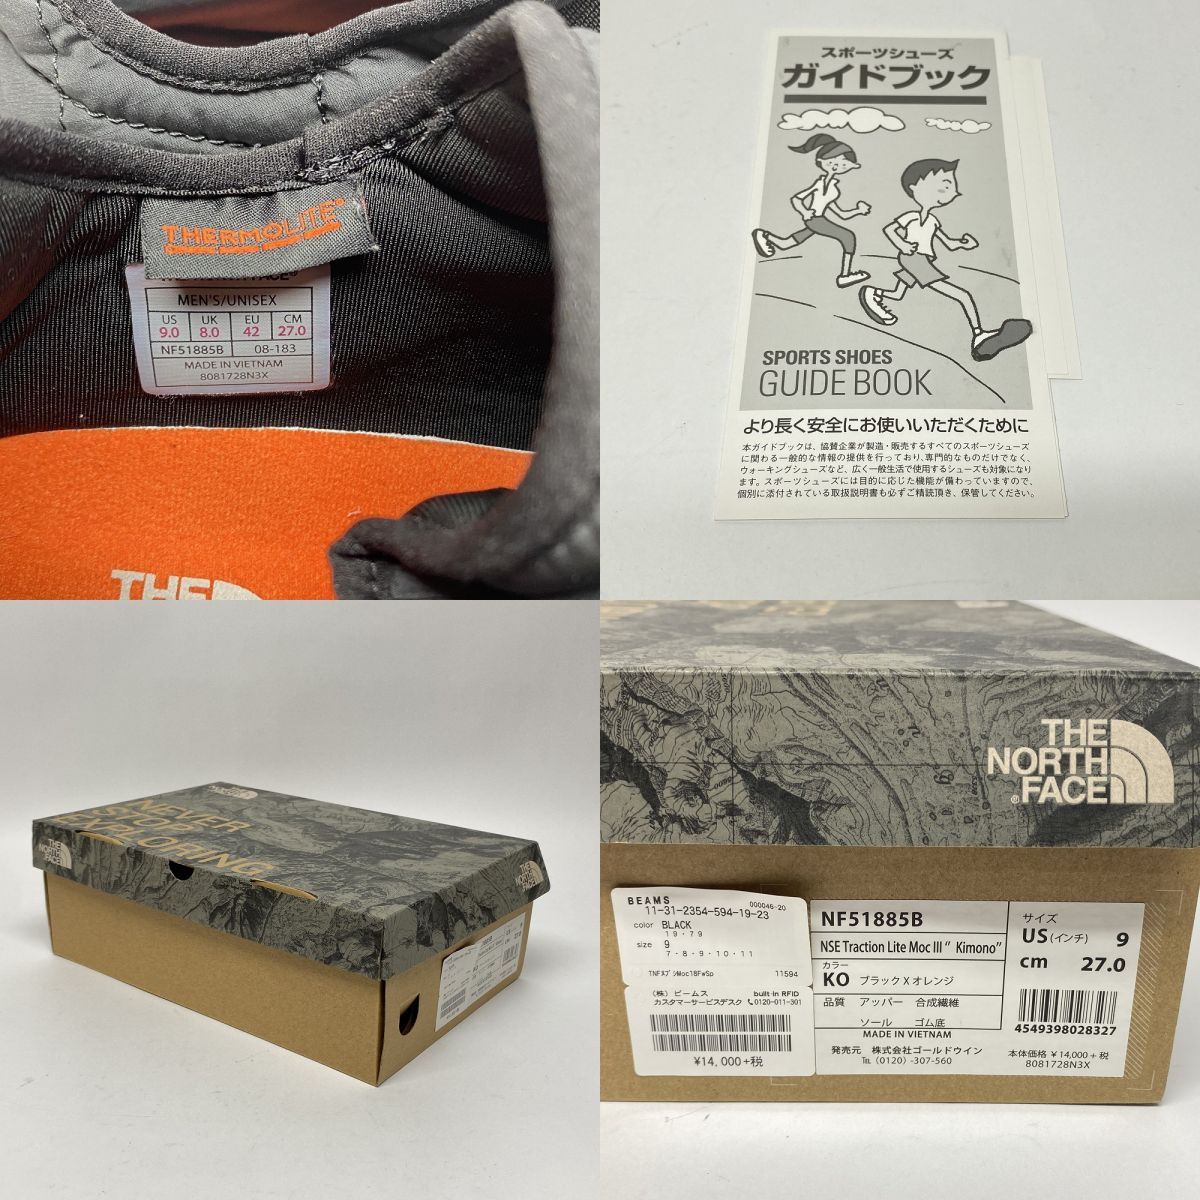 THERMOLITE®
MEN'S/UNISEX
US UK EU CM
9.0 8.0 42 27.0
NF51885B 08-183
MADE IN VIETNAM
8081728N3X
THE
スポーツシューズ
ガイドブック
SPORTS SHOES
GUIDE BOOK
より長く安全にお使いいただくために
本ガイドブックは、協賛企業が製造・販売するすべてのスポーツシューズ
に関わる一般的な情報の提供を行っており、専門的なものだけでなく、
ウォーキングシューズなど、広く一般生活で使用するシューズも対象になり
ます。スポーツシューズには目的に応じた機能が備わっていますので、
個別に添付されている取扱説明書も必ずご精読頂き、保管してください。
NEVER
STOP
EXPLORING
THE
NORTH
FACE
THE
NORTH
FACE®
BEAMS 000046-20
11-31-2354-594-19-23
color BLACK
19・79
size 9
7・8・9・10・11
TNFﾇﾌﾟｼMoc18FwSp 11594
(株) ビームス built-in RFID
カスタマーサービスデスク 0120-011-301
¥14,000+税
NF51885B
NSE Traction Lite Moc III " Kimono"
カラー
KO ブラック X オレンジ
品質 アッパー 合成繊維
ソール ゴム底
MADE IN VIETNAM
発売元 株式会社ゴールドウイン
TEL (0120) -307-560
サイズ
US (インチ) 9
cm 27.0
4549398028327
本体価格 ¥ 14,000 + 税
8081728N3X